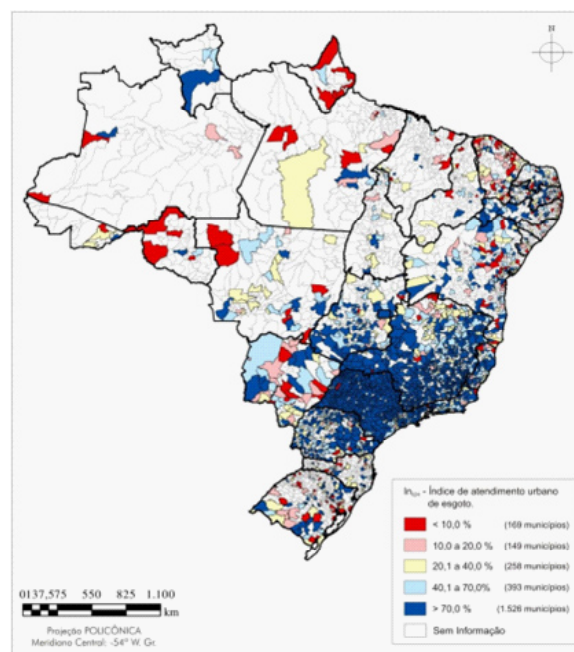 N
In₀₂₄ - Índice de atendimento urbano
de esgoto.
< 10,0 % (169 municípios)
10,0 a 20,0 % (149 municípios)
20,1 a 40,0 % (258 municípios)
40,1 a 70,0% (393 municípios)
> 70,0 % (1.526 municípios)
Sem Informação
0137,575 550 825 1.100
km
Projeção POLICÔNICA
Meridiano Central: -54° W. Gr.